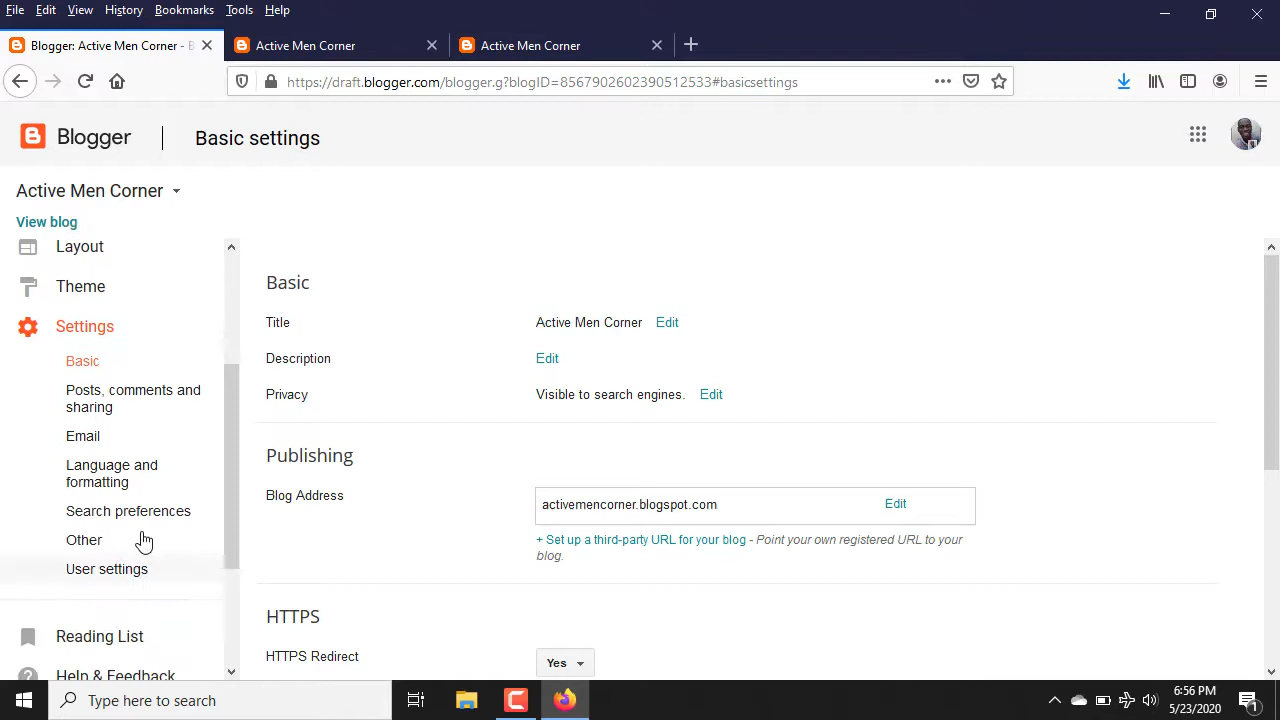 File Edit View History Bookmarks Tools Help
Blogger: Active Men Corner - B
Active Men Corner
Active Men Corner
https://draft.blogger.com/blogger.g?blogID=8567902602390512533#basicsettings
Blogger
Basic settings
Active Men Corner
View blog
Layout
Theme
Settings
Basic
Posts, comments and
sharing
Email
Language and
formatting
Search preferences
Other
User settings
Reading List
Help & Feedback
Basic
Title Active Men Corner Edit
Description Edit
Privacy Visible to search engines. Edit
Publishing
Blog Address activemencorner.blogspot.com Edit
+ Set up a third-party URL for your blog - Point your own registered URL to your
blog.
HTTPS
HTTPS Redirect Yes
Type here to search
6:56 PM
5/23/2020
1